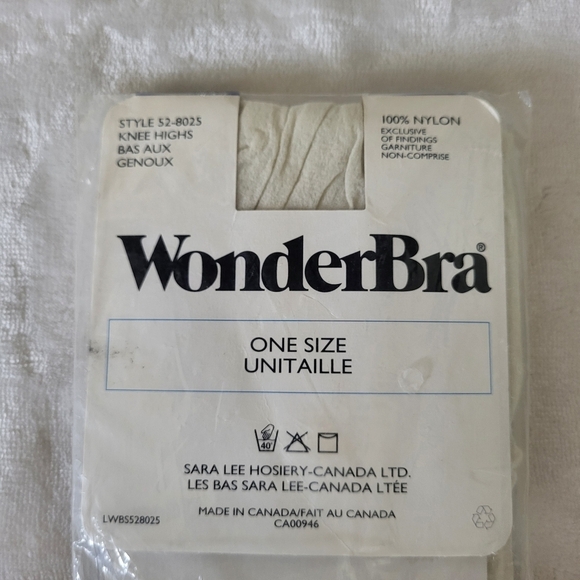 STYLE 52-8025
KNEE HIGHS
BAS AUX
GENOUX
100% NYLON
EXCLUSIVE
OF FINDINGS
GARNITURE
NON-COMPRISE
WonderBra®
ONE SIZE
UNITAILLE
40°
SARA LEE HOSIERY-CANADA LTD.
LES BAS SARA LEE-CANADA LTÉE
MADE IN CANADA/FAIT AU CANADA
CA00946
LWBS528025